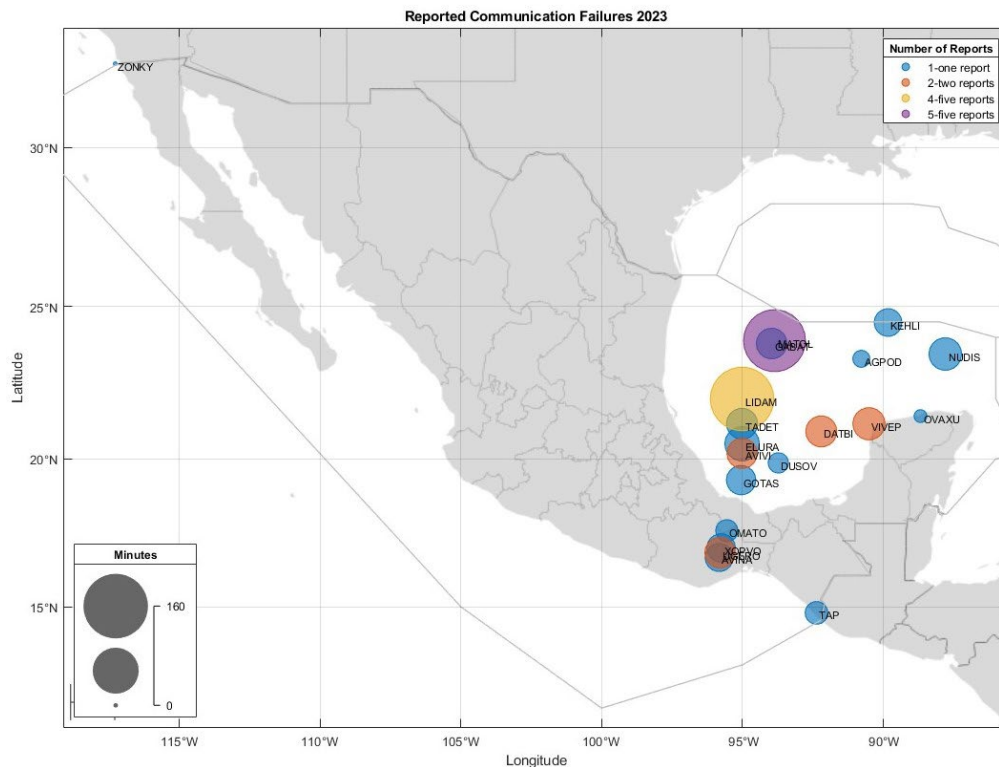 Reported Communication Failures 2023
Number of Reports
1-one report
2-two reports
4-five reports
5-five reports
ZONKY
30°N
25°N
20°N
15°N
Latitude
KEHLI
NUDIS
AGPOD
LIDAM
OVAXU
TADET
VIVEP
DATBI
ELURA
AVIVI
DUSOV
GOTAS
OMATO
XOPVO
AVINA
TAP
Minutes
160
0
115°W
110°W
105°W
100°W
95°W
90°W
Longitude